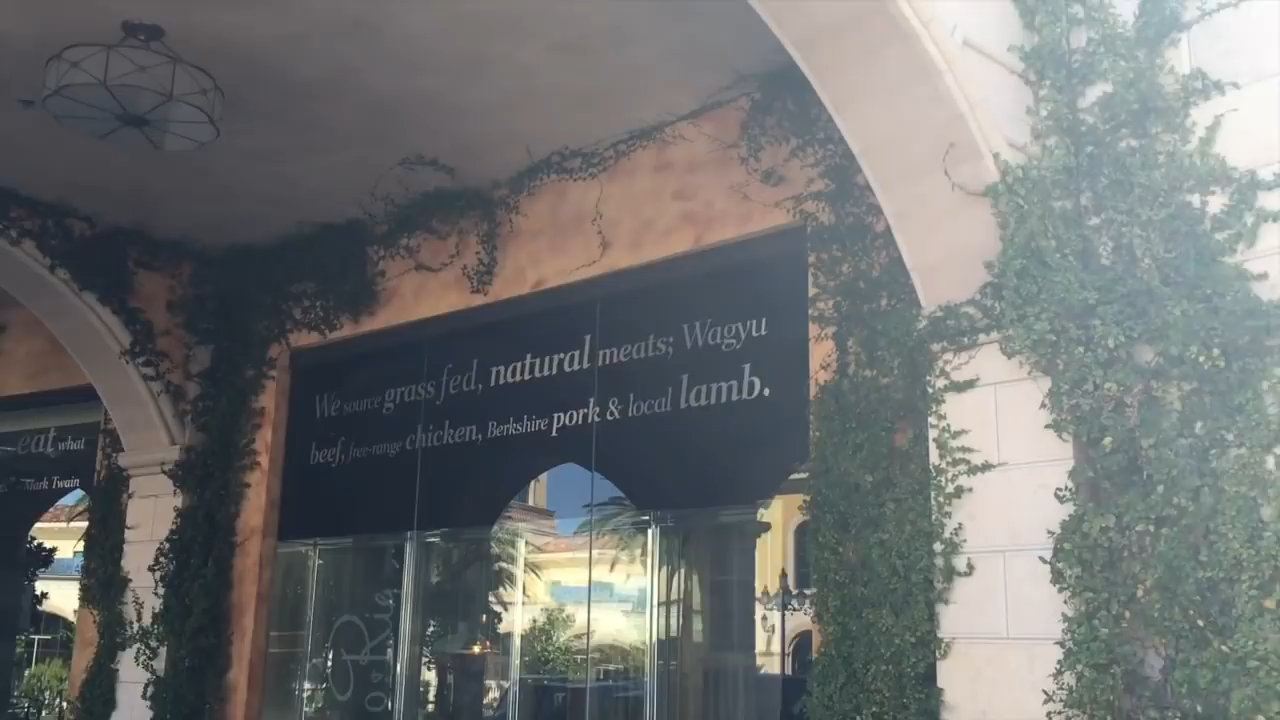 We source grass fed, natural meats; Wagyu
beef, free-range chicken, Berkshire pork & local lamb.
eat what
Mark Twain